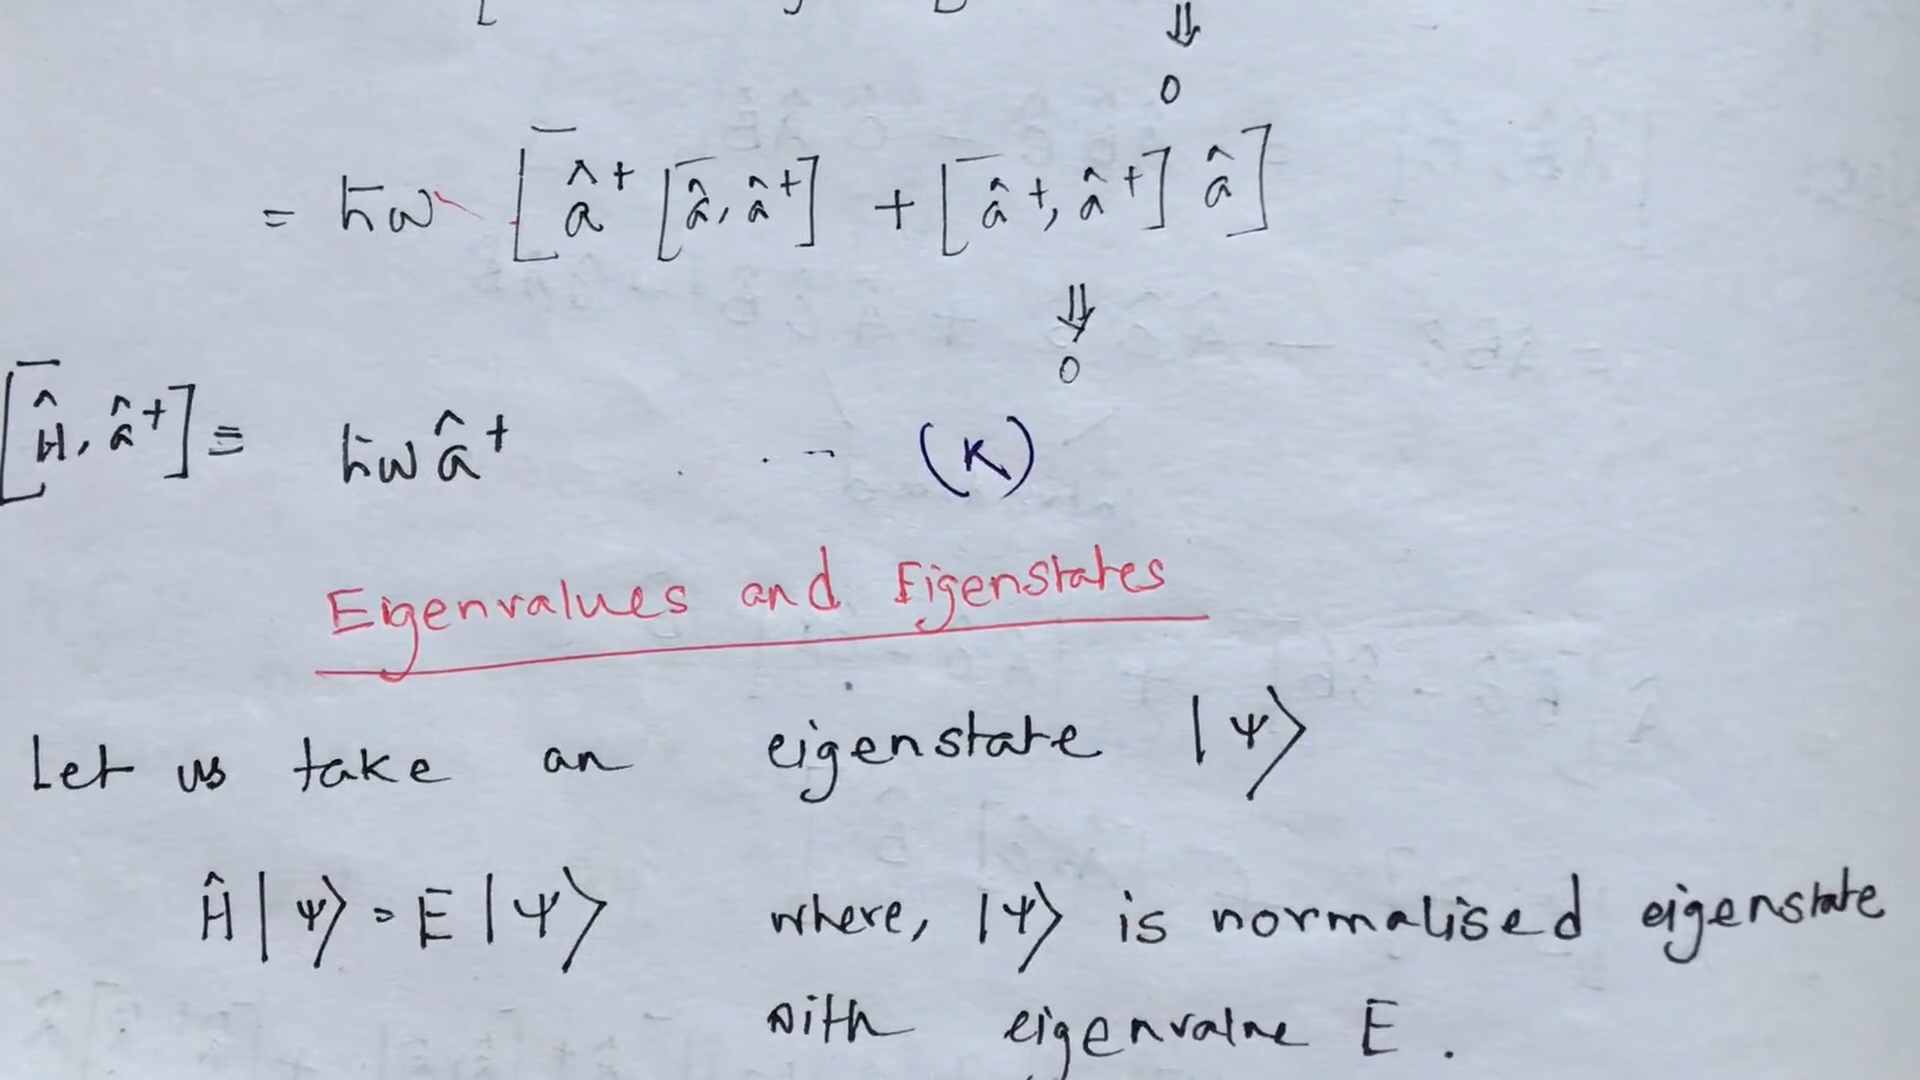 ⇓
0
= ħω [â† [â, â†] + [â†, â†] â]
⇓
0
[Ĥ, â†] ≡ ħω â† . . -- (K)
Eigenvalues and Eigenstates
Let us take an eigenstate |ψ⟩
Ĥ|ψ⟩ = E|ψ⟩ where, |ψ⟩ is normalised eigenstate
with eigenvalue E.